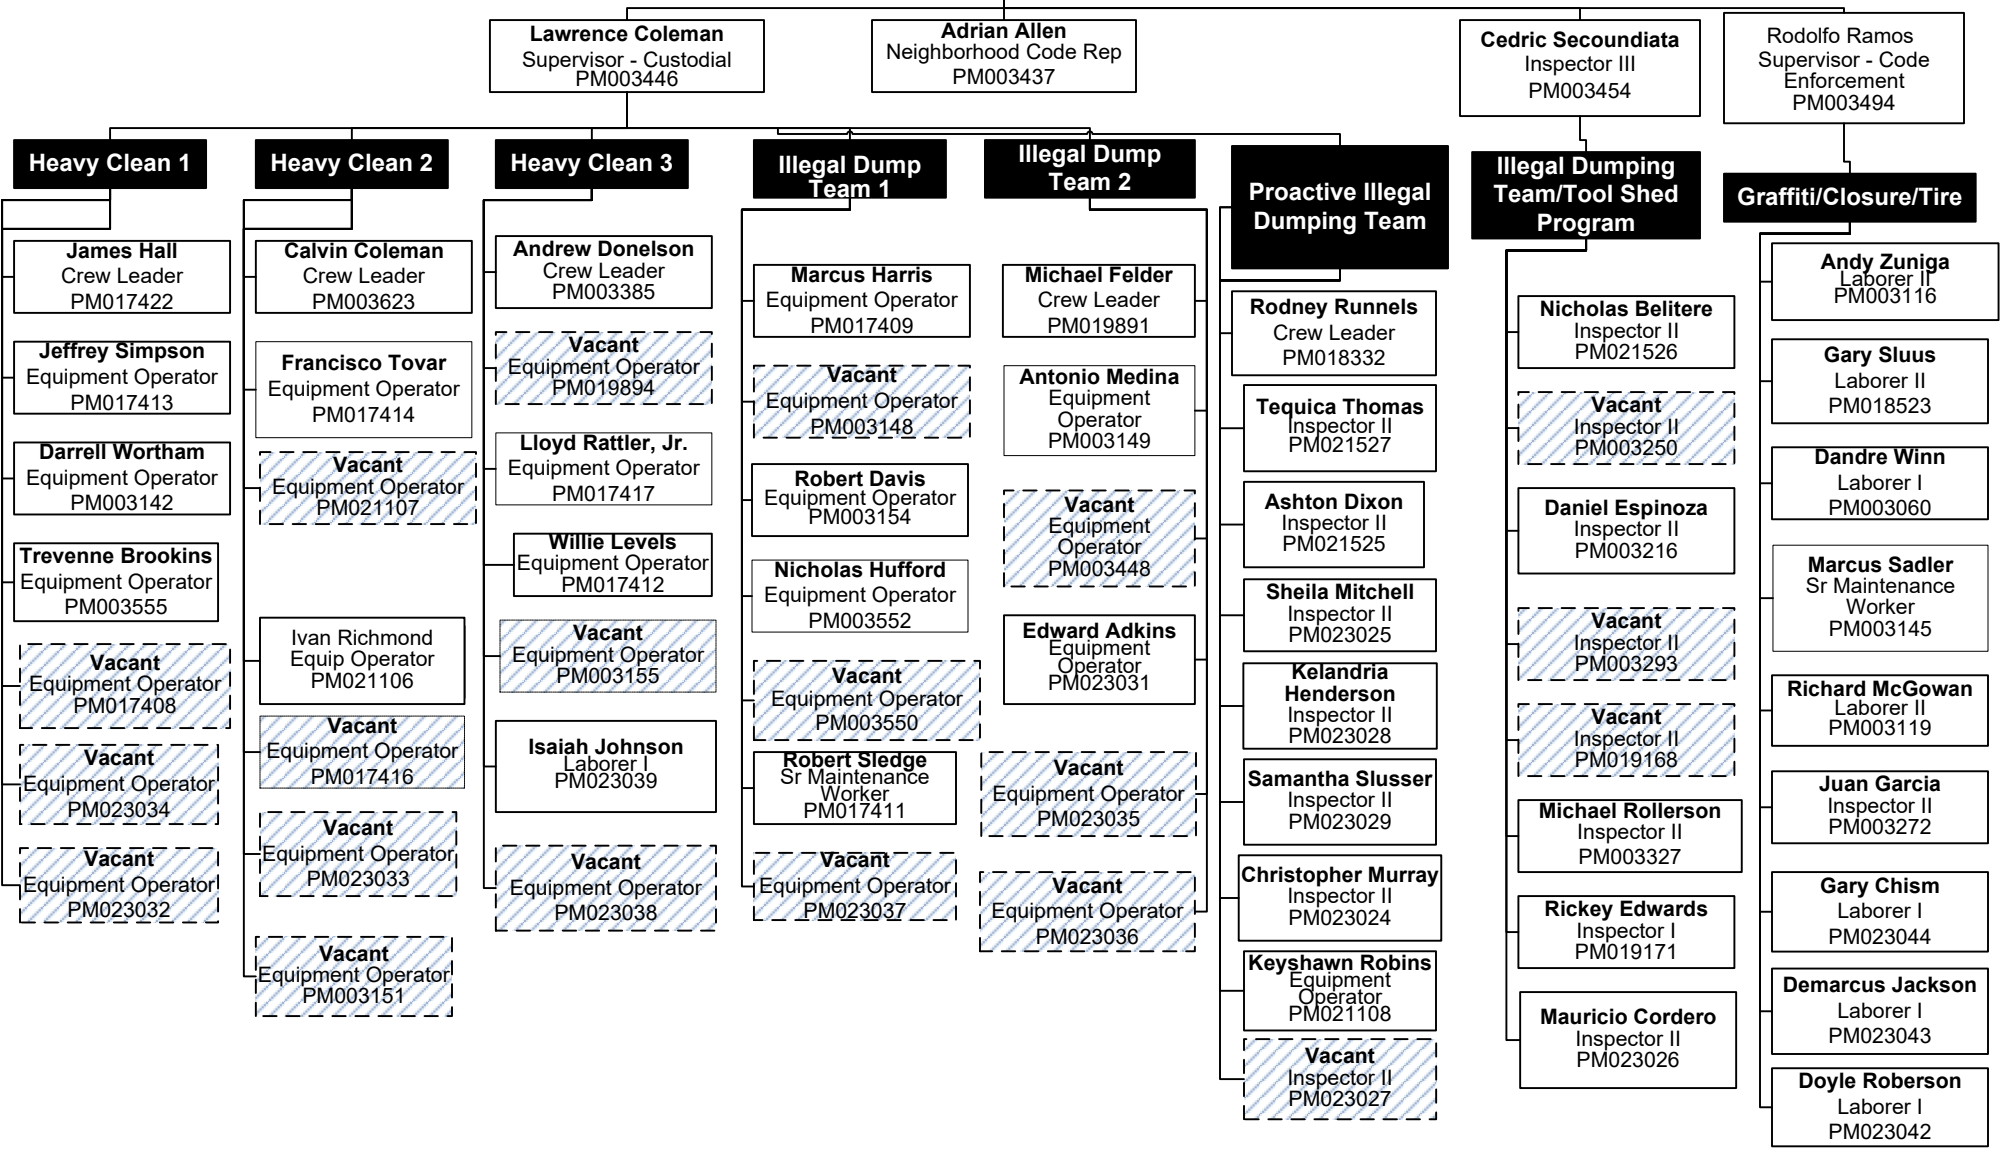 Lawrence Coleman
Supervisor - Custodial
PM003446
Adrian Allen
Neighborhood Code Rep
PM003437
Cedric Secoundiata
Inspector III
PM003454
Rodolfo Ramos
Supervisor - Code
Enforcement
PM003494
Heavy Clean 1
James Hall
Crew Leader
PM017422
Jeffrey Simpson
Equipment Operator
PM017413
Darrell Wortham
Equipment Operator
PM003142
Trevenne Brookins
Equipment Operator
PM003555
Vacant
Equipment Operator
PM017408
Vacant
Equipment Operator
PM023034
Vacant
Equipment Operator
PM023032
Heavy Clean 2
Calvin Coleman
Crew Leader
PM003623
Francisco Tovar
Equipment Operator
PM017414
Vacant
Equipment Operator
PM021107
Ivan Richmond
Equip Operator
PM021106
Vacant
Equipment Operator
PM017416
Vacant
Equipment Operator
PM023033
Vacant
Equipment Operator
PM003151
Heavy Clean 3
Andrew Donelson
Crew Leader
PM003385
Vacant
Equipment Operator
PM019894
Lloyd Rattler, Jr.
Equipment Operator
PM017417
Willie Levels
Equipment Operator
PM017412
Vacant
Equipment Operator
PM003155
Isaiah Johnson
Laborer I
PM023039
Vacant
Equipment Operator
PM023038
Illegal Dump
Team 1
Marcus Harris
Equipment Operator
PM017409
Vacant
Equipment Operator
PM003148
Robert Davis
Equipment Operator
PM003154
Nicholas Hufford
Equipment Operator
PM003552
Vacant
Equipment Operator
PM003550
Robert Sledge
Sr Maintenance
Worker
PM017411
Vacant
Equipment Operator
PM023037
Illegal Dump
Team 2
Michael Felder
Crew Leader
PM019891
Antonio Medina
Equipment
Operator
PM003149
Vacant
Equipment
Operator
PM003448
Edward Adkins
Equipment
Operator
PM023031
Vacant
Equipment Operator
PM023035
Vacant
Equipment Operator
PM023036
Proactive Illegal
Dumping Team
Rodney Runnels
Crew Leader
PM018332
Tequica Thomas
Inspector II
PM021527
Ashton Dixon
Inspector II
PM021525
Sheila Mitchell
Inspector II
PM023025
Kelandria
Henderson
Inspector II
PM023028
Samantha Slusser
Inspector II
PM023029
Christopher Murray
Inspector II
PM023024
Keyshawn Robins
Equipment
Operator
PM021108
Vacant
Inspector II
PM023027
Illegal Dumping
Team/Tool Shed
Program
Nicholas Belitere
Inspector II
PM021526
Vacant
Inspector II
PM003250
Daniel Espinoza
Inspector II
PM003216
Vacant
Inspector II
PM003293
Vacant
Inspector II
PM019168
Michael Rollerson
Inspector II
PM003327
Rickey Edwards
Inspector I
PM019171
Mauricio Cordero
Inspector II
PM023026
Graffiti/Closure/Tire
Andy Zuniga
Laborer II
PM003116
Gary Sluus
Laborer II
PM018523
Dandre Winn
Laborer I
PM003060
Marcus Sadler
Sr Maintenance
Worker
PM003145
Richard McGowan
Laborer II
PM003119
Juan Garcia
Inspector II
PM003272
Gary Chism
Laborer I
PM023044
Demarcus Jackson
Laborer I
PM023043
Doyle Roberson
Laborer I
PM023042